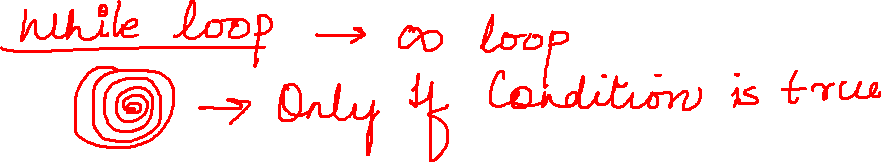 While loop → ∞ loop
→ Only if Condition is true